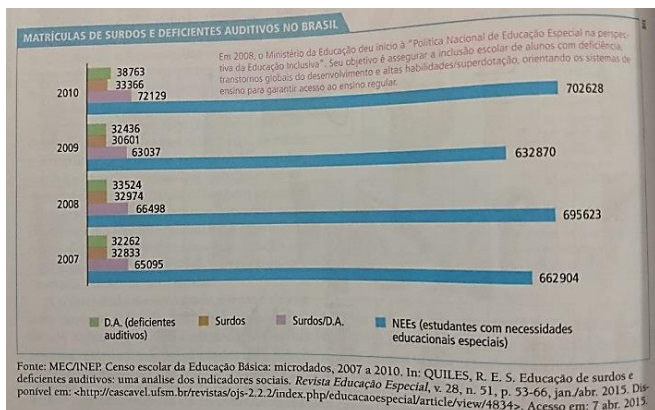 MATRÍCULAS DE SURDOS E DEFICIENTES AUDITIVOS NO BRASIL
Em 2008, o Ministério da Educação deu início à "Política Nacional de Educação Especial na perspec-
tiva da Educação Inclusiva". Seu objetivo é assegurar a inclusão escolar de alunos com deficiência,
transtornos globais do desenvolvimento e altas habilidades/superdotação, orientando os sistemas de
ensino para garantir acesso ao ensino regular.
2010
38763
33366
72129
702628
2009
32436
30601
63037
632870
2008
33524
32974
66498
695623
2007
32262
32833
65095
662904
D.A. (deficientes
auditivos)
Surdos
Surdos/D.A.
NEEs (estudantes com necessidades
educacionais especiais)
Fonte: MEC/INEP. Censo escolar da Educação Básica: microdados, 2007 a 2010. In: QUILES, R. E. S. Educação de surdos e
deficientes auditivos: uma análise dos indicadores sociais. Revista Educação Especial, v. 28, n. 51, p. 53-66, jan./abr. 2015. Dis-
ponível em: <http://cascavel.ufsm.br/revistas/ojs-2.2.2/index.php/educacaoespecial/article/view/4834>. Acesso em: 7 abr. 2015.